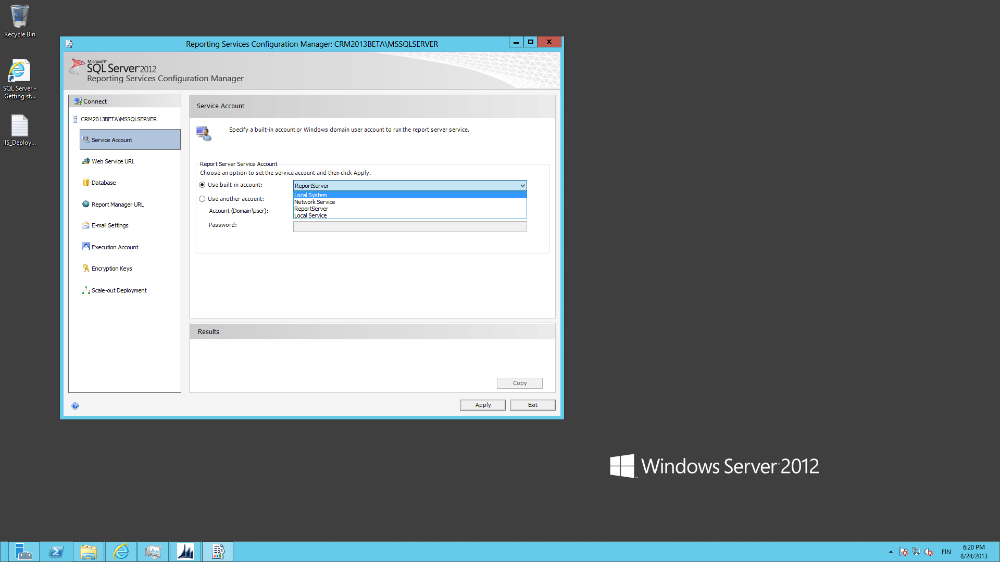 Recycle Bin
SQL Server -
Getting st...
IIS_Deploy...
Reporting Services Configuration Manager: CRM2013BETA\MSSQLSERVER
Microsoft®
SQL Server 2012
Reporting Services Configuration Manager
Connect
CRM2013BETA\MSSQLSERVER
Service Account
Web Service URL
Database
Report Manager URL
E-mail Settings
Execution Account
Encryption Keys
Scale-out Deployment
Service Account
Specify a built-in account or Windows domain user account to run the report server service.
Report Server Service Account
Choose an option to set the service account and then click Apply.
Use built-in account:
ReportServer
Local System
Network Service
ReportServer
Local Service
Use another account:
Account (Domain\user):
Password:
Results
Copy
Apply
Exit
Windows Server® 2012
FIN
6:20 PM
8/24/2013